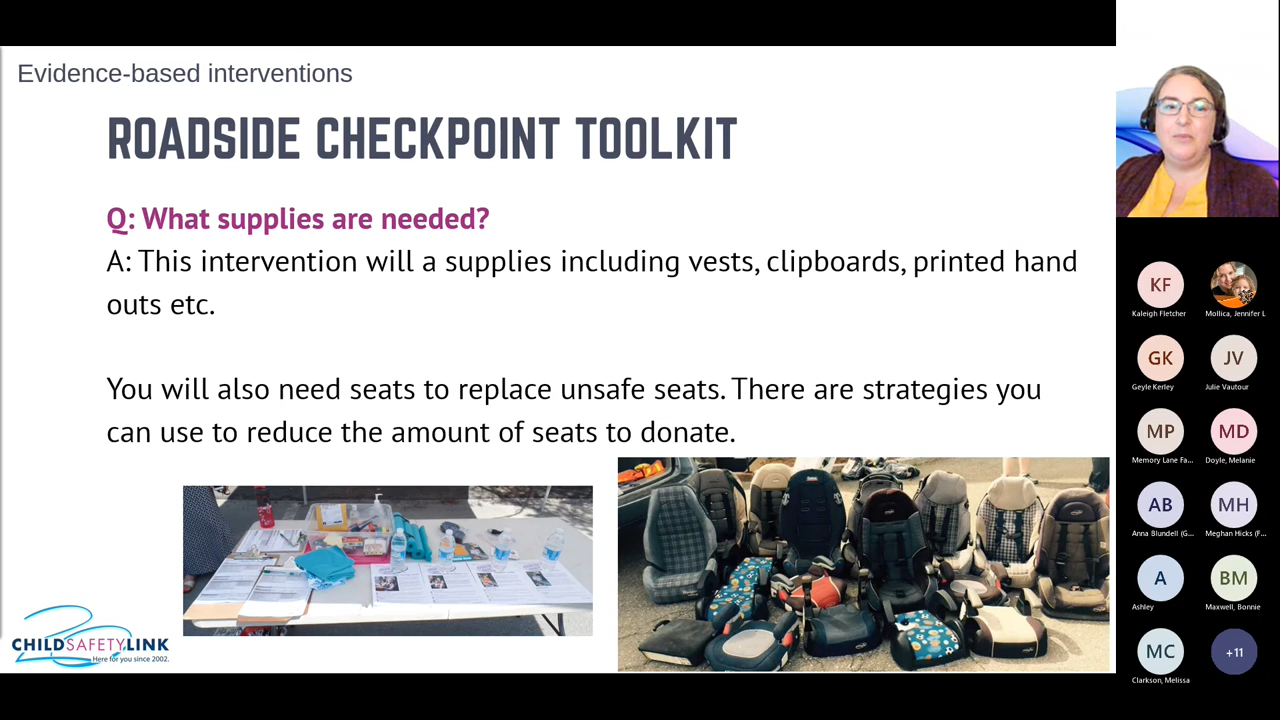 Evidence-based interventions
ROADSIDE CHECKPOINT TOOLKIT
Q: What supplies are needed?
A: This intervention will a supplies including vests, clipboards, printed hand
outs etc.
You will also need seats to replace unsafe seats. There are strategies you
can use to reduce the amount of seats to donate.
CHILDSAFETYLINK
Here for you since 2002.
KF
Kaleigh Fletcher
Mollica, Jennifer L
GK
Geyle Kerley
JV
Julie Vautour
MP
Memory Lane Fa...
MD
Doyle, Melanie
AB
Anna Blundell (G...
MH
Meghan Hicks (F...
A
Ashley
BM
Maxwell, Bonnie
MC
Clarkson, Melissa
+11